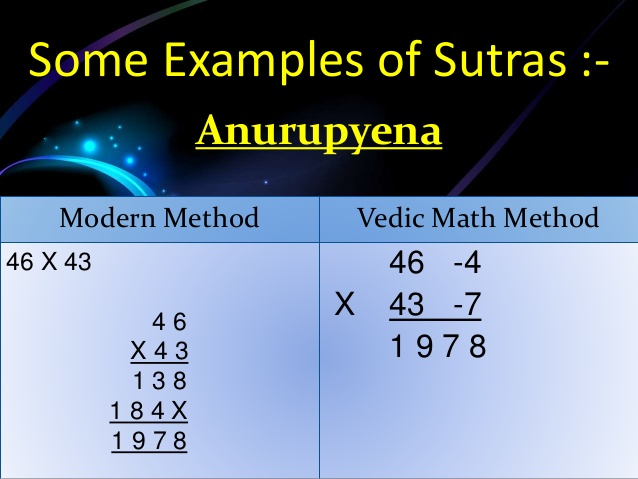 Some Examples of Sutras :-
Anurupyena
Modern Method
Vedic Math Method
46 X 43
4 6
X 4 3
1 3 8
1 8 4 X
1 9 7 8
46 -4
X 43 -7
1 9 7 8